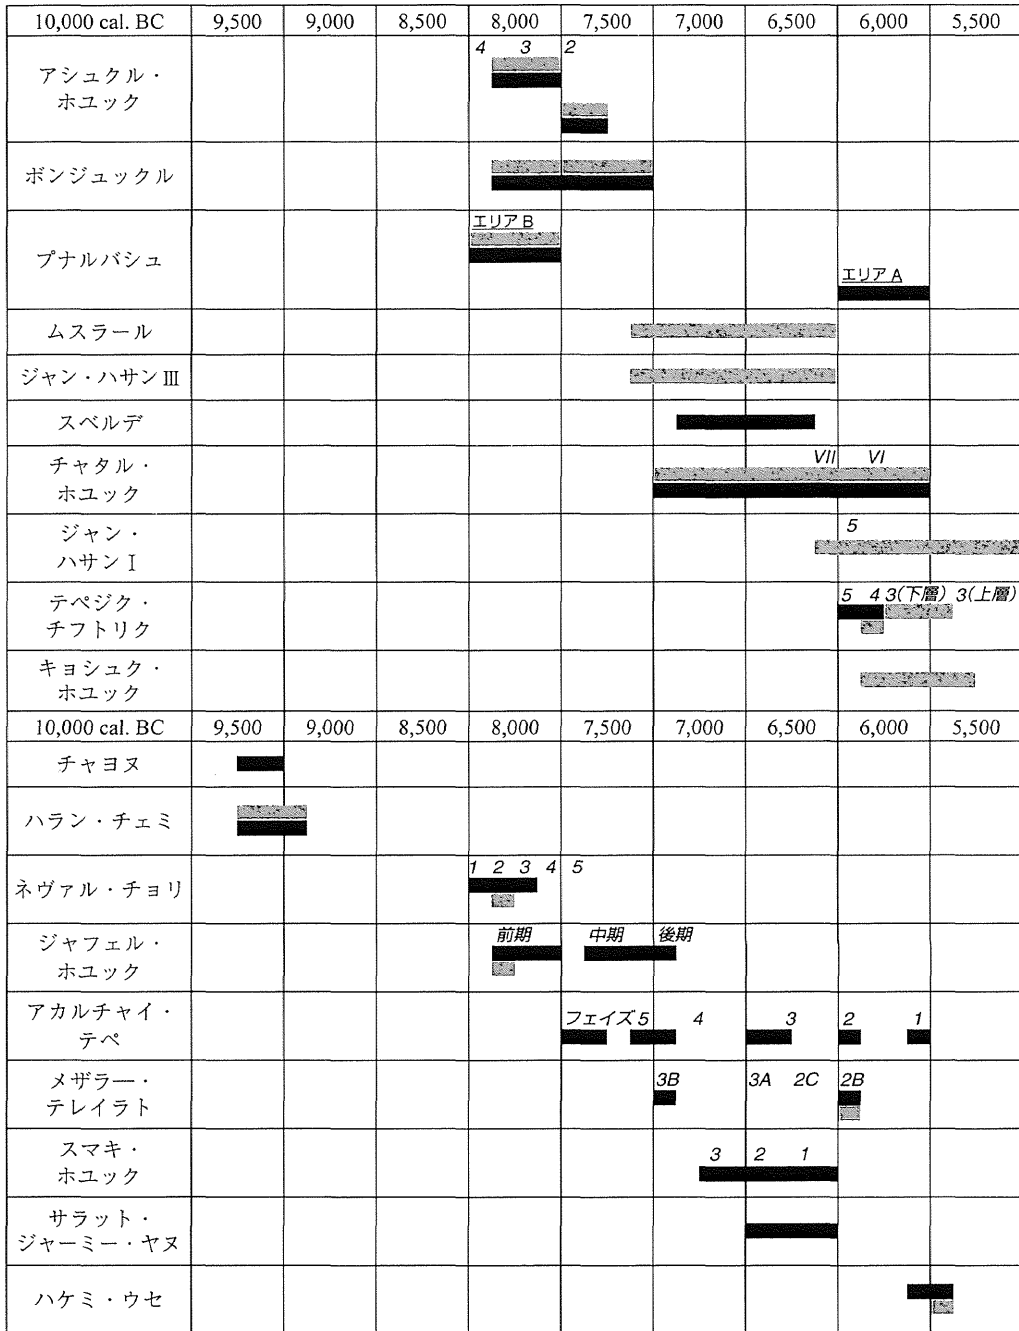 10,000 cal. BC 9,500 9,000 8,500 8,000 7,500 7,000 6,500 6,000 5,500
4 3 2
アシュクル・
ホユック
ボンジュックル
エリア B
プナルバシュ
エリア A
ムスラール
ジャン・ハサン III
スベルデ
チャタル・
ホユック
VII VI
ジャン・
ハサン I
5
テペジク・
チフトリク
5 4 3(下層) 3(上層)
キョシュク・
ホユック
10,000 cal. BC 9,500 9,000 8,500 8,000 7,500 7,000 6,500 6,000 5,500
チャヨヌ
ハラン・チェミ
1 2 3 4 5
ネヴァル・チョリ
ジャフェル・
ホユック
前期 中期 後期
アカルチャイ・
テペ
フェイズ 5 4 3 2 1
メザラー・
テレイラト
3B 3A 2C 2B
スマキ・
ホユック
3 2 1
サラット・
ジャーミー・ヤヌ
ハケミ・ウセ